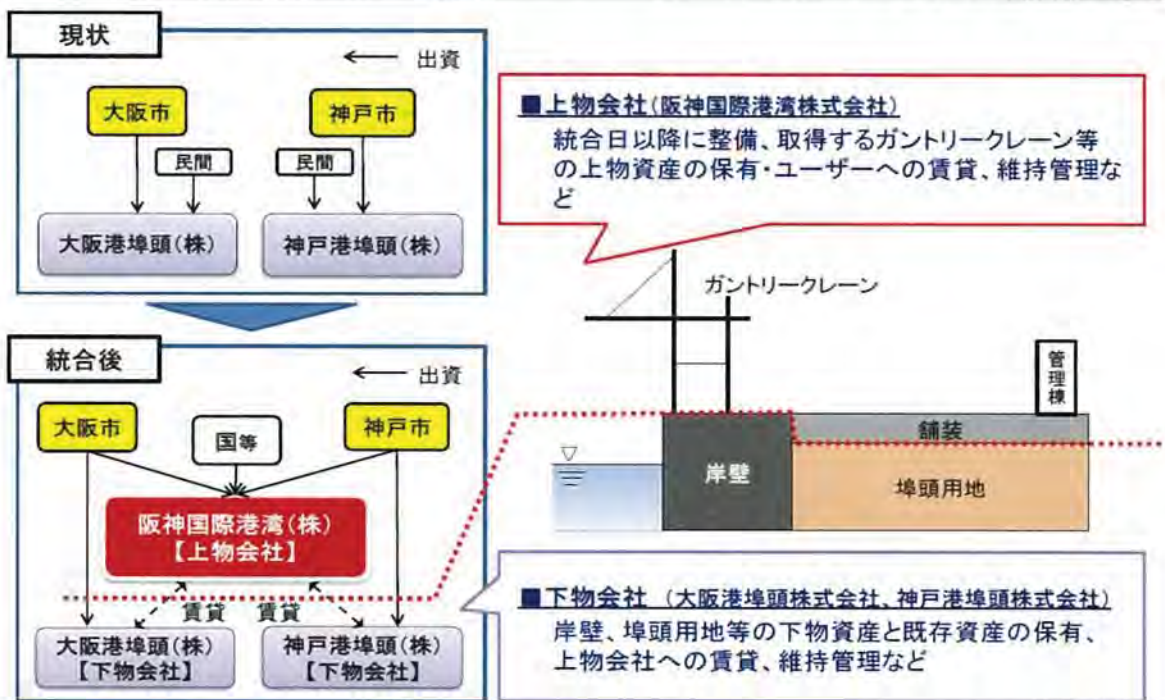 現状
出資
大阪市
神戸市
民間
民間
大阪港埠頭(株)
神戸港埠頭(株)
統合後
出資
大阪市
国等
神戸市
阪神国際港湾(株)
【上物会社】
賃貸
賃貸
大阪港埠頭(株)
【下物会社】
神戸港埠頭(株)
【下物会社】
■上物会社(阪神国際港湾株式会社)
統合日以降に整備、取得するガントリークレーン等
の上物資産の保有・ユーザーへの賃貸、維持管理な
ど
ガントリークレーン
管理棟
舗装
岸壁
埠頭用地
■下物会社 (大阪港埠頭株式会社、神戸港埠頭株式会社)
岸壁、埠頭用地等の下物資産と既存資産の保有、
上物会社への賃貸、維持管理など